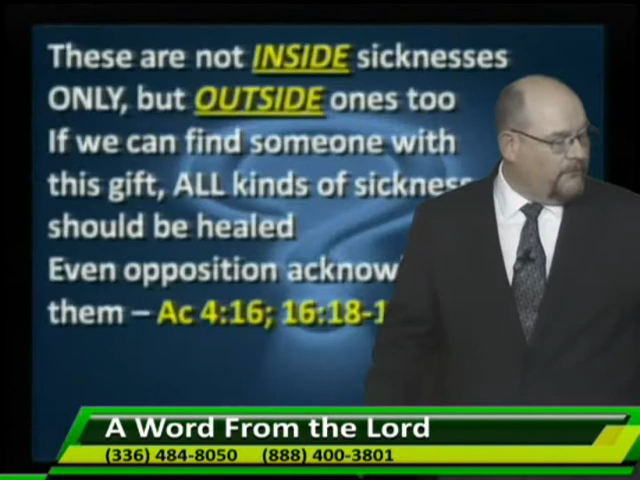 These are not INSIDE sicknesses
ONLY, but OUTSIDE ones too
If we can find someone with
this gift, ALL kinds of sickness
should be healed
Even opposition
them – Ac 4:16;
A Word From the Lord
(336) 484-8050 (888) 400-3801